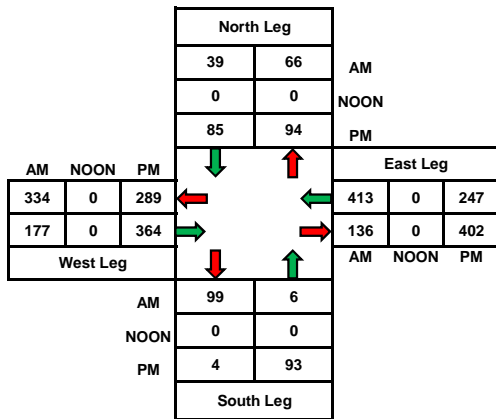 North Leg
39 66 AM
0 0 NOON
85 94 PM
AM NOON PM East Leg
334 0 289 413 0 247
177 0 364 136 0 402
West Leg AM NOON PM
AM 99 6
NOON 0 0
PM 4 93
South Leg